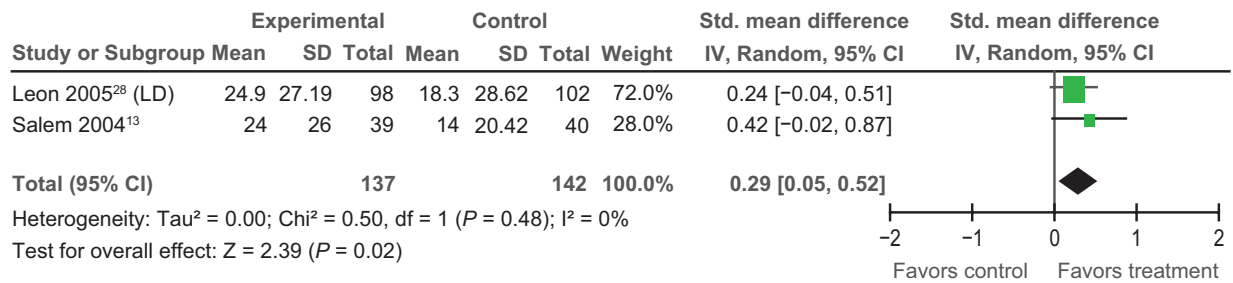 Experimental Control Std. mean difference Std. mean difference
Study or Subgroup Mean SD Total Mean SD Total Weight IV, Random, 95% CI IV, Random, 95% CI
Leon 2005²⁸ (LD) 24.9 27.19 98 18.3 28.62 102 72.0% 0.24 [−0.04, 0.51]
Salem 2004¹³ 24 26 39 14 20.42 40 28.0% 0.42 [−0.02, 0.87]
Total (95% CI) 137 142 100.0% 0.29 [0.05, 0.52]
Heterogeneity: Tau² = 0.00; Chi² = 0.50, df = 1 (P = 0.48); I² = 0%
Test for overall effect: Z = 2.39 (P = 0.02)
−2 −1 0 1 2
Favors control Favors treatment